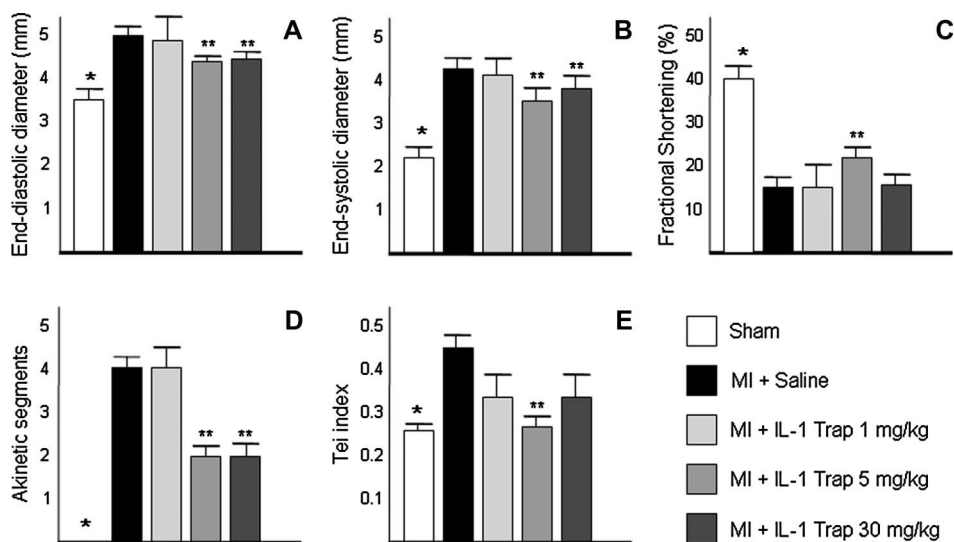 A
End-diastolic diameter (mm)
5
4
3
2
1
*
**
**
B
End-systolic diameter (mm)
5
4
3
2
1
*
**
**
C
Fractional Shortening (%)
50
40
30
20
10
*
**
D
Akinetic segments
5
4
3
2
1
*
**
**
E
Tei index
0.5
0.4
0.3
0.2
0.1
*
**
Sham
MI + Saline
MI + IL-1 Trap 1 mg/kg
MI + IL-1 Trap 5 mg/kg
MI + IL-1 Trap 30 mg/kg